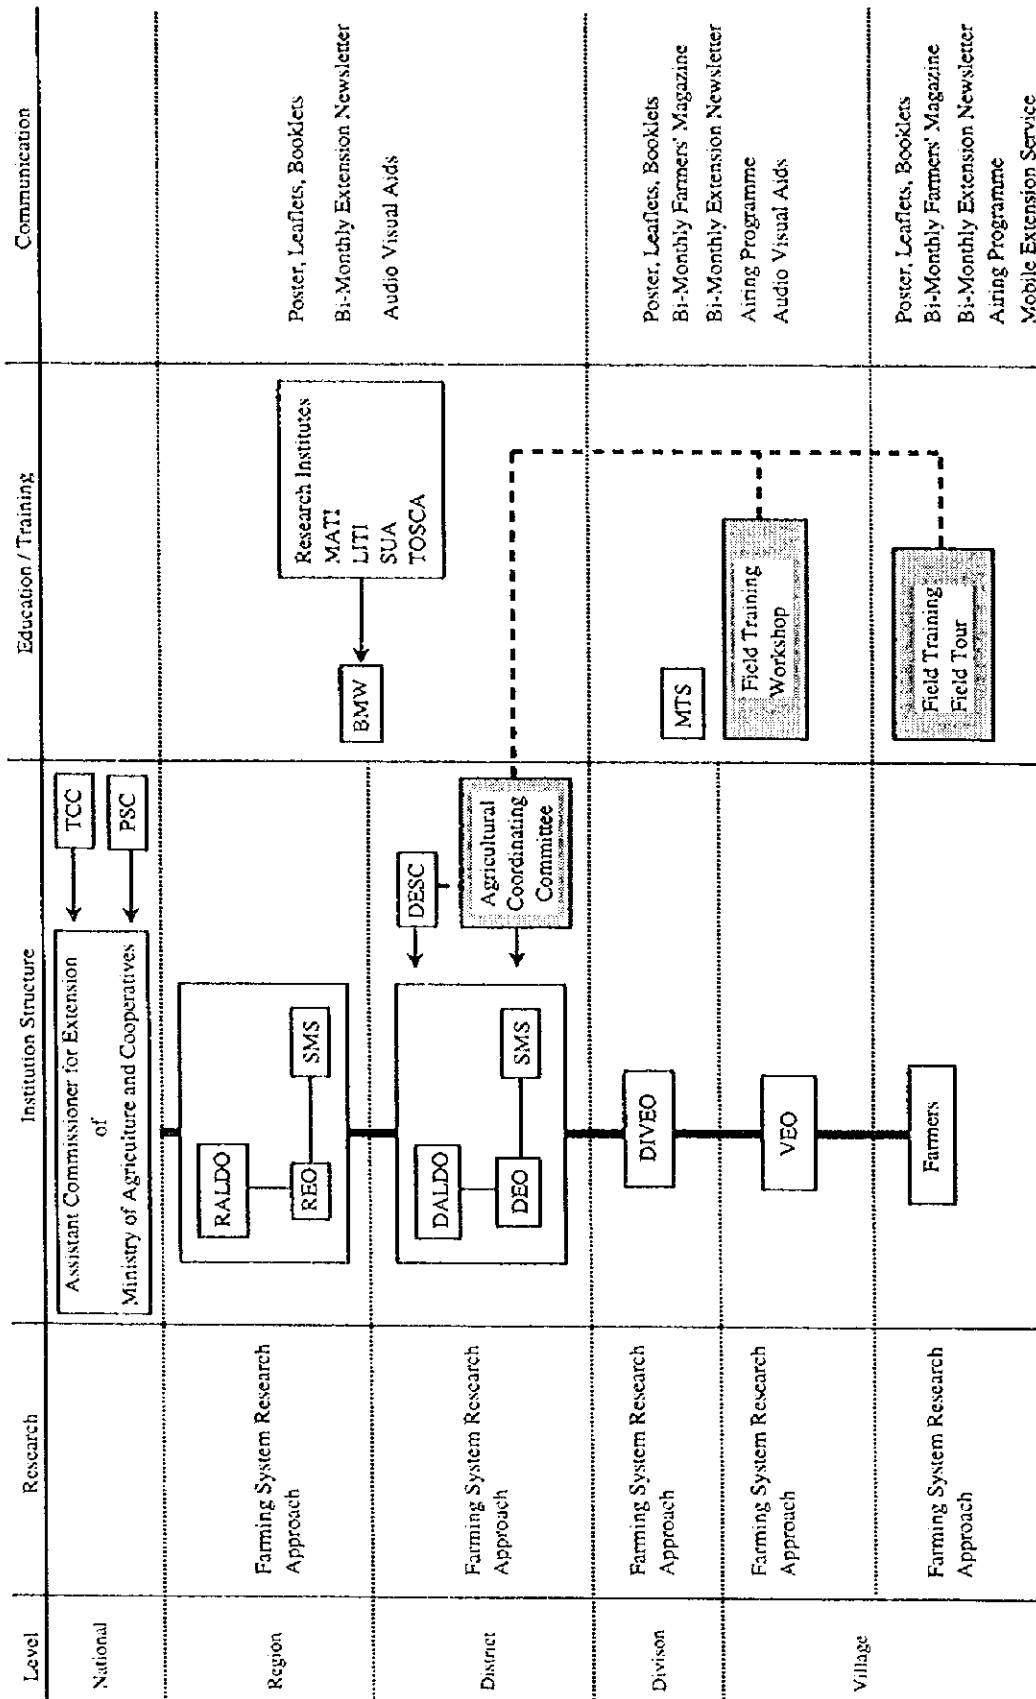 Level
Research
Institution Structure
Education / Training
Communication
National
Assistant Commissioner for Extension
of
Ministry of Agriculture and Cooperatives
TCC
PSC
Region
Farming System Research
Approach
RALDO
REO
SMS
BMW
Research Institutes
MATI
LITI
SUA
TOSCA
Poster, Leaflets, Booklets
Bi-Monthly Extension Newsletter
Audio Visual Aids
District
Farming System Research
Approach
DALDO
DEO
SMS
DESC
Agricultural
Coordinating
Committee
Divison
Farming System Research
Approach
DIVEO
MTS
Poster, Leaflets, Booklets
Bi-Monthly Farmers' Magazine
Bi-Monthly Extension Newsletter
Airing Programme
Audio Visual Aids
Village
Farming System Research
Approach
VEO
Field Training
Workshop
Farming System Research
Approach
Farmers
Field Training
Field Tour
Poster, Leaflets, Booklets
Bi-Monthly Farmers' Magazine
Bi-Monthly Extension Newsletter
Airing Programme
Mobile Extension Service